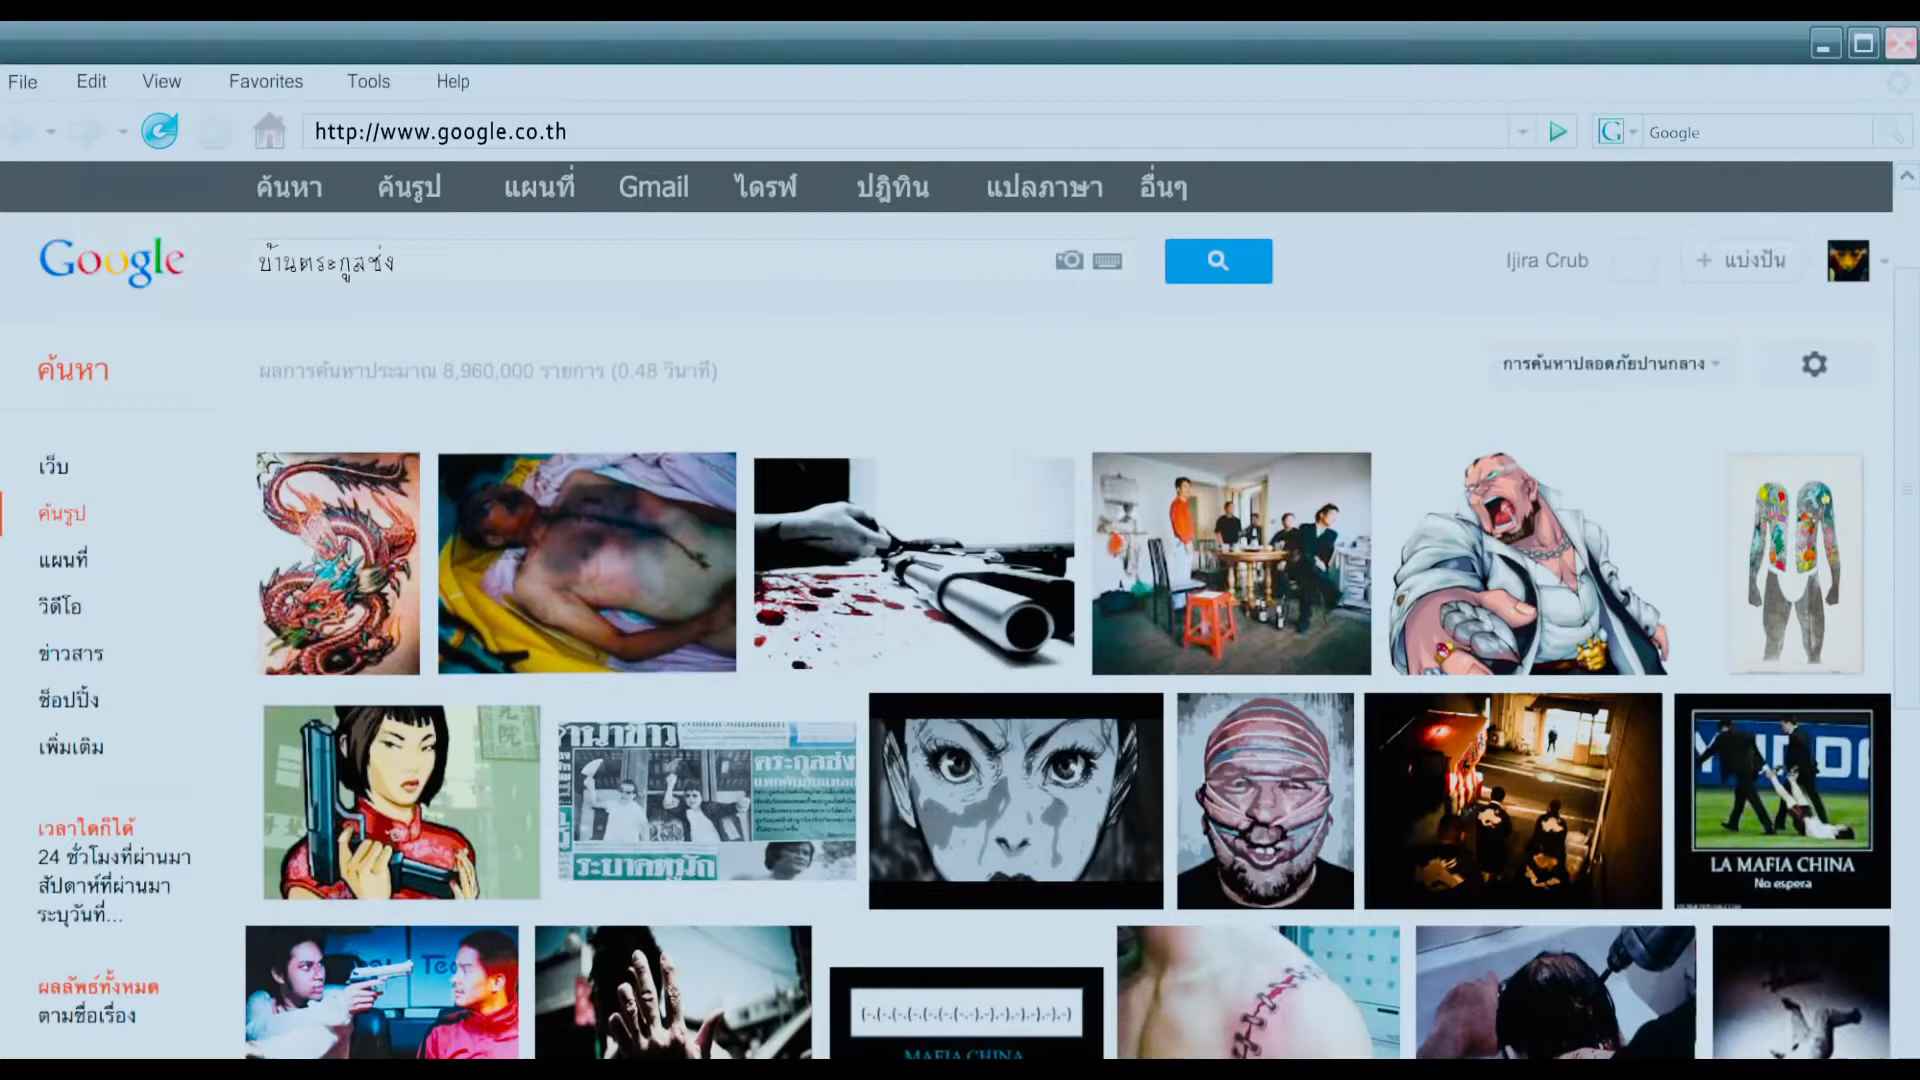 File Edit View Favorites Tools Help
http://www.google.co.th
Google
ค้นหา ค้นรูป แผนที่ Gmail ไดรฟ์ ปฏิทิน แปลภาษา อื่นๆ
Google
บ้านตระกูลซ่ง
Ijira Crub
+ แบ่งปัน
ค้นหา
ผลการค้นหาประมาณ 8,960,000 รายการ (0.48 วินาที)
การค้นหาปลอดภัยปานกลาง
เว็บ
ค้นรูป
แผนที่
วิดีโอ
ข่าวสาร
ช็อปปิ้ง
เพิ่มเติม
เวลาใดก็ได้
24 ชั่วโมงที่ผ่านมา
สัปดาห์ที่ผ่านมา
ระบุวันที่...
ผลลัพธ์ทั้งหมด
ตามชื่อเรื่อง
ตระกูลซ่ง
ระบาดหนัก
LA MAFIA CHINA
No espera
(-.(-.(-.(-.(-.(-.(-.-).-).-).-).-).-).-)
MAFIA CHINA